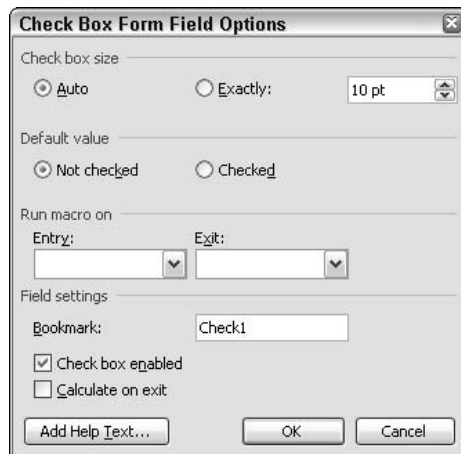 Check Box Form Field Options
Check box size
Auto Exactly: 10 pt
Default value
Not checked Checked
Run macro on
Entry: Exit:
Field settings
Bookmark: Check1
Check box enabled
Calculate on exit
Add Help Text... OK Cancel